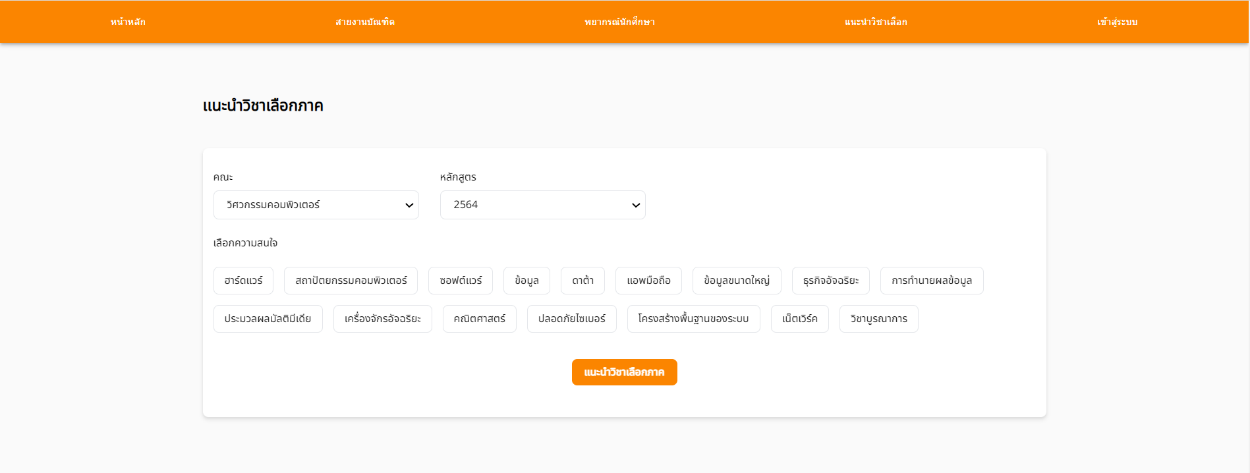 หน้าหลัก สายงานบัณฑิต พยากรณ์นักศึกษา แนะนำวิชาเลือก เข้าสู่ระบบ
แนะนำวิชาเลือกภาค
คณะ หลักสูตร
วิศวกรรมคอมพิวเตอร์ 2564
เลือกความสนใจ
ฮาร์ดแวร์ สถาปัตยกรรมคอมพิวเตอร์ ซอฟต์แวร์ ข้อมูล ดาต้า แอพมือถือ ข้อมูลขนาดใหญ่ ธุรกิจอัจฉริยะ การทำนายผลข้อมูล
ประมวลผลมัลติมีเดีย เครื่องจักรอัจฉริยะ คณิตศาสตร์ ปลอดภัยไซเบอร์ โครงสร้างพื้นฐานของระบบ เน็ตเวิร์ค วิชาบูรณาการ
แนะนำวิชาเลือกภาค